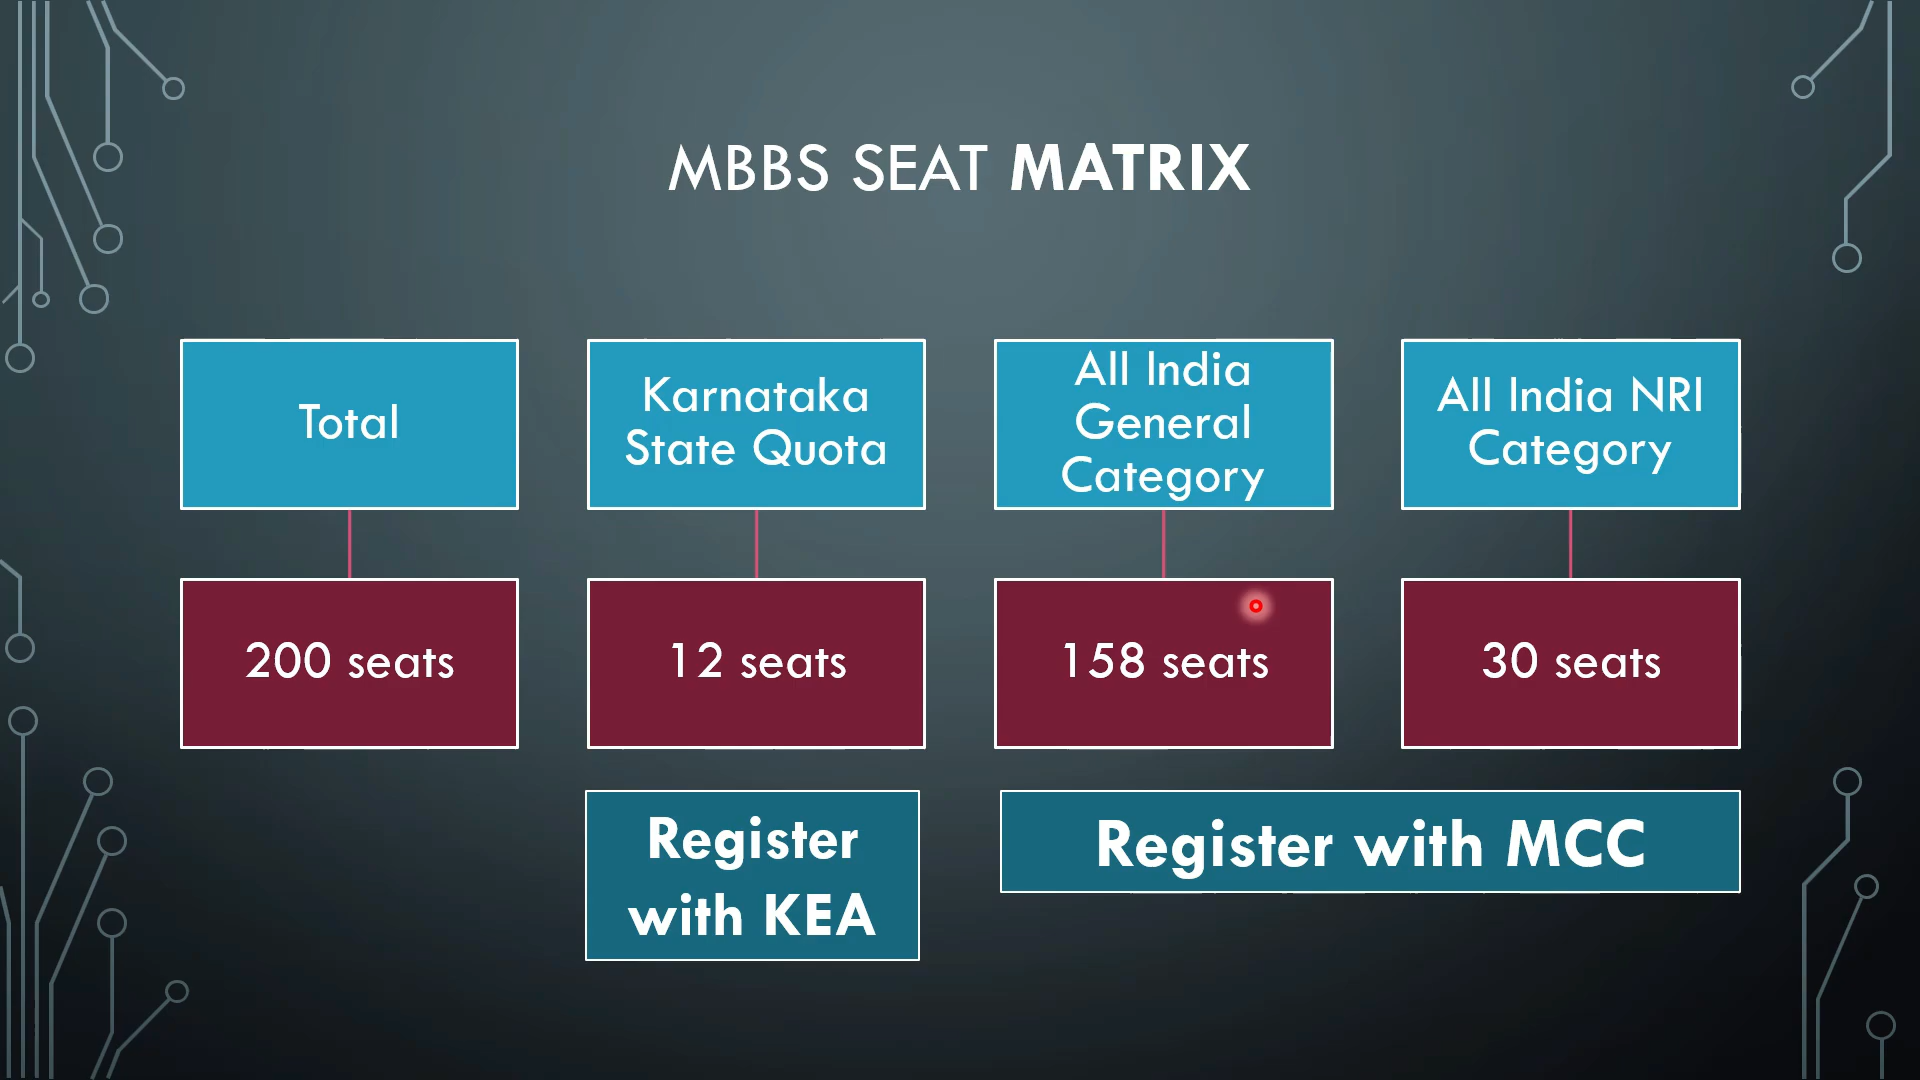 MBBS SEAT MATRIX
Total
Karnataka
State Quota
All India
General
Category
All India NRI
Category
200 seats
12 seats
158 seats
30 seats
Register
with KEA
Register with MCC